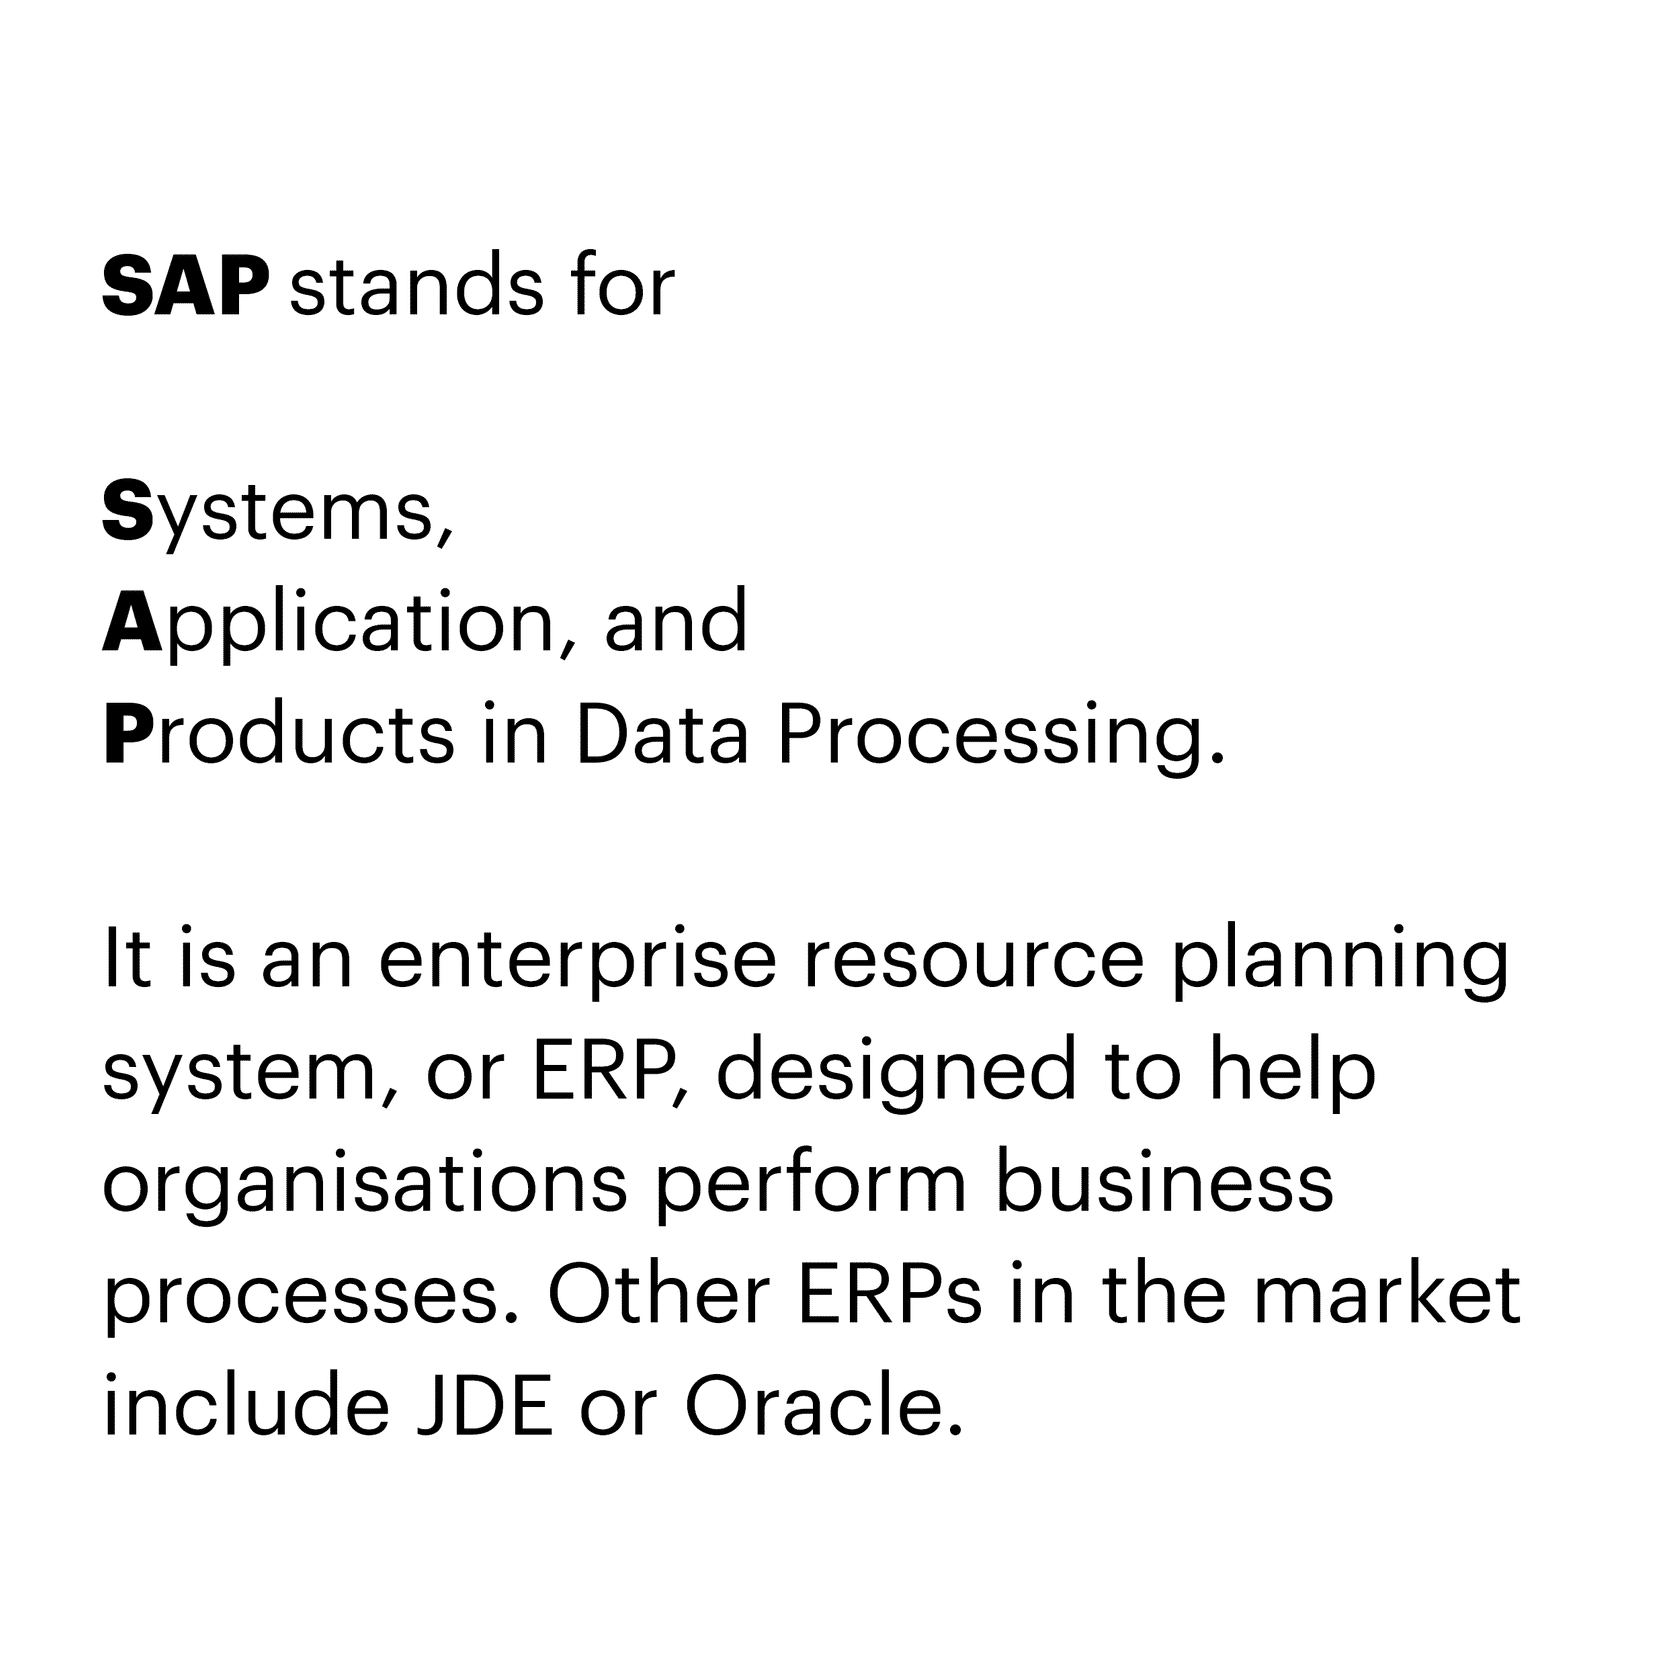 SAP stands for
Systems,
Application, and
Products in Data Processing.
It is an enterprise resource planning
system, or ERP, designed to help
organisations perform business
processes. Other ERPs in the market
include JDE or Oracle.